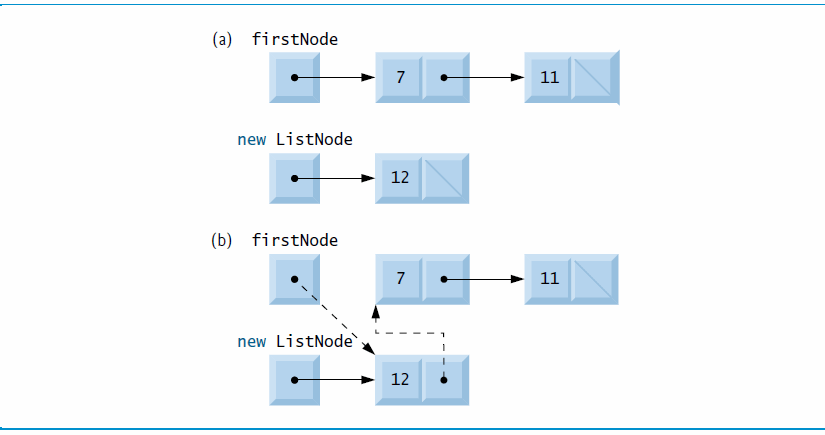 (a) firstNode
7 11
new ListNode
12
(b) firstNode
7 11
new ListNode
12